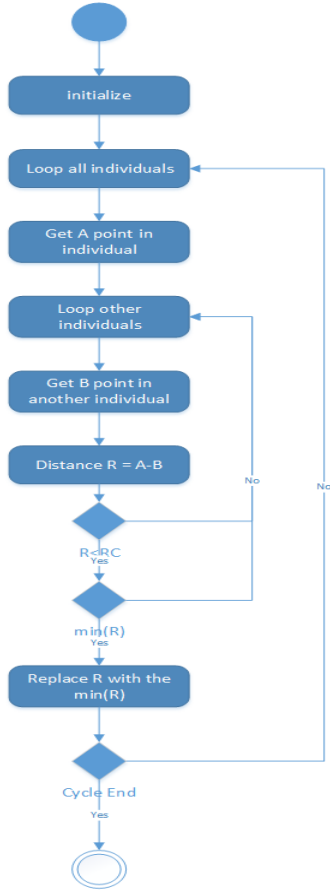 initialize
Loop all individuals
Get A point in
individual
Loop other
individuals
Get B point in
another individual
Distance R = A-B
No
No
R<RC
Yes
min(R)
Yes
Replace R with the
min(R)
Cycle End
Yes